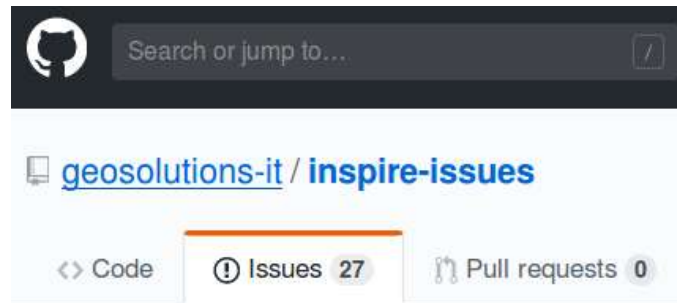 Search or jump to... /
geosolutions-it / inspire-issues
<> Code Issues 27 Pull requests 0